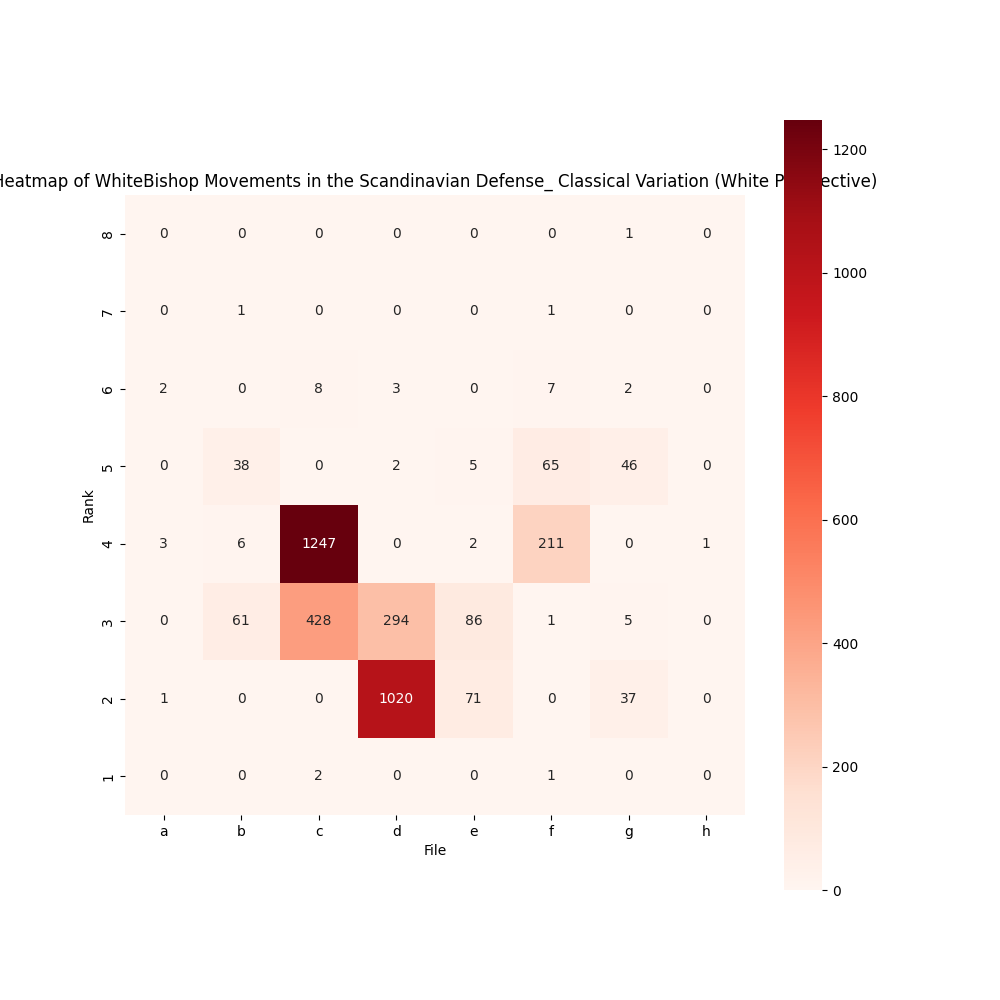 Heatmap of WhiteBishop Movements in the Scandinavian Defense_ Classical Variation (White Perspective)
Rank
8 0 0 0 0 0 0 1 0
7 0 1 0 0 0 1 0 0
6 2 0 8 3 0 7 2 0
5 0 38 0 2 5 65 46 0
4 3 6 1247 0 2 211 0 1
3 0 61 428 294 86 1 5 0
2 1 0 0 1020 71 0 37 0
1 0 0 2 0 0 1 0 0
a b c d e f g h
File
1200
1000
800
600
400
200
0